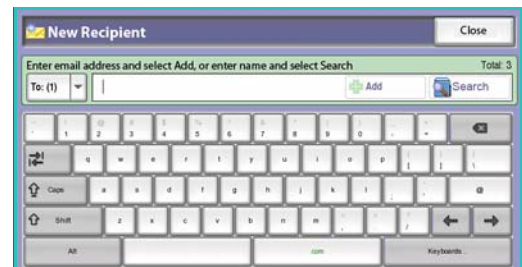 New Recipient
Close
Enter email address and select Add, or enter name and select Search
Total: 3
To: (1)
Add
Search
1 2 3 4 5 6 7 8 9 0
q w e r t y u i o p [ ] \
Caps a s d f g h j k l @
Shift z x c v b n m
Alt .com Keyboards...